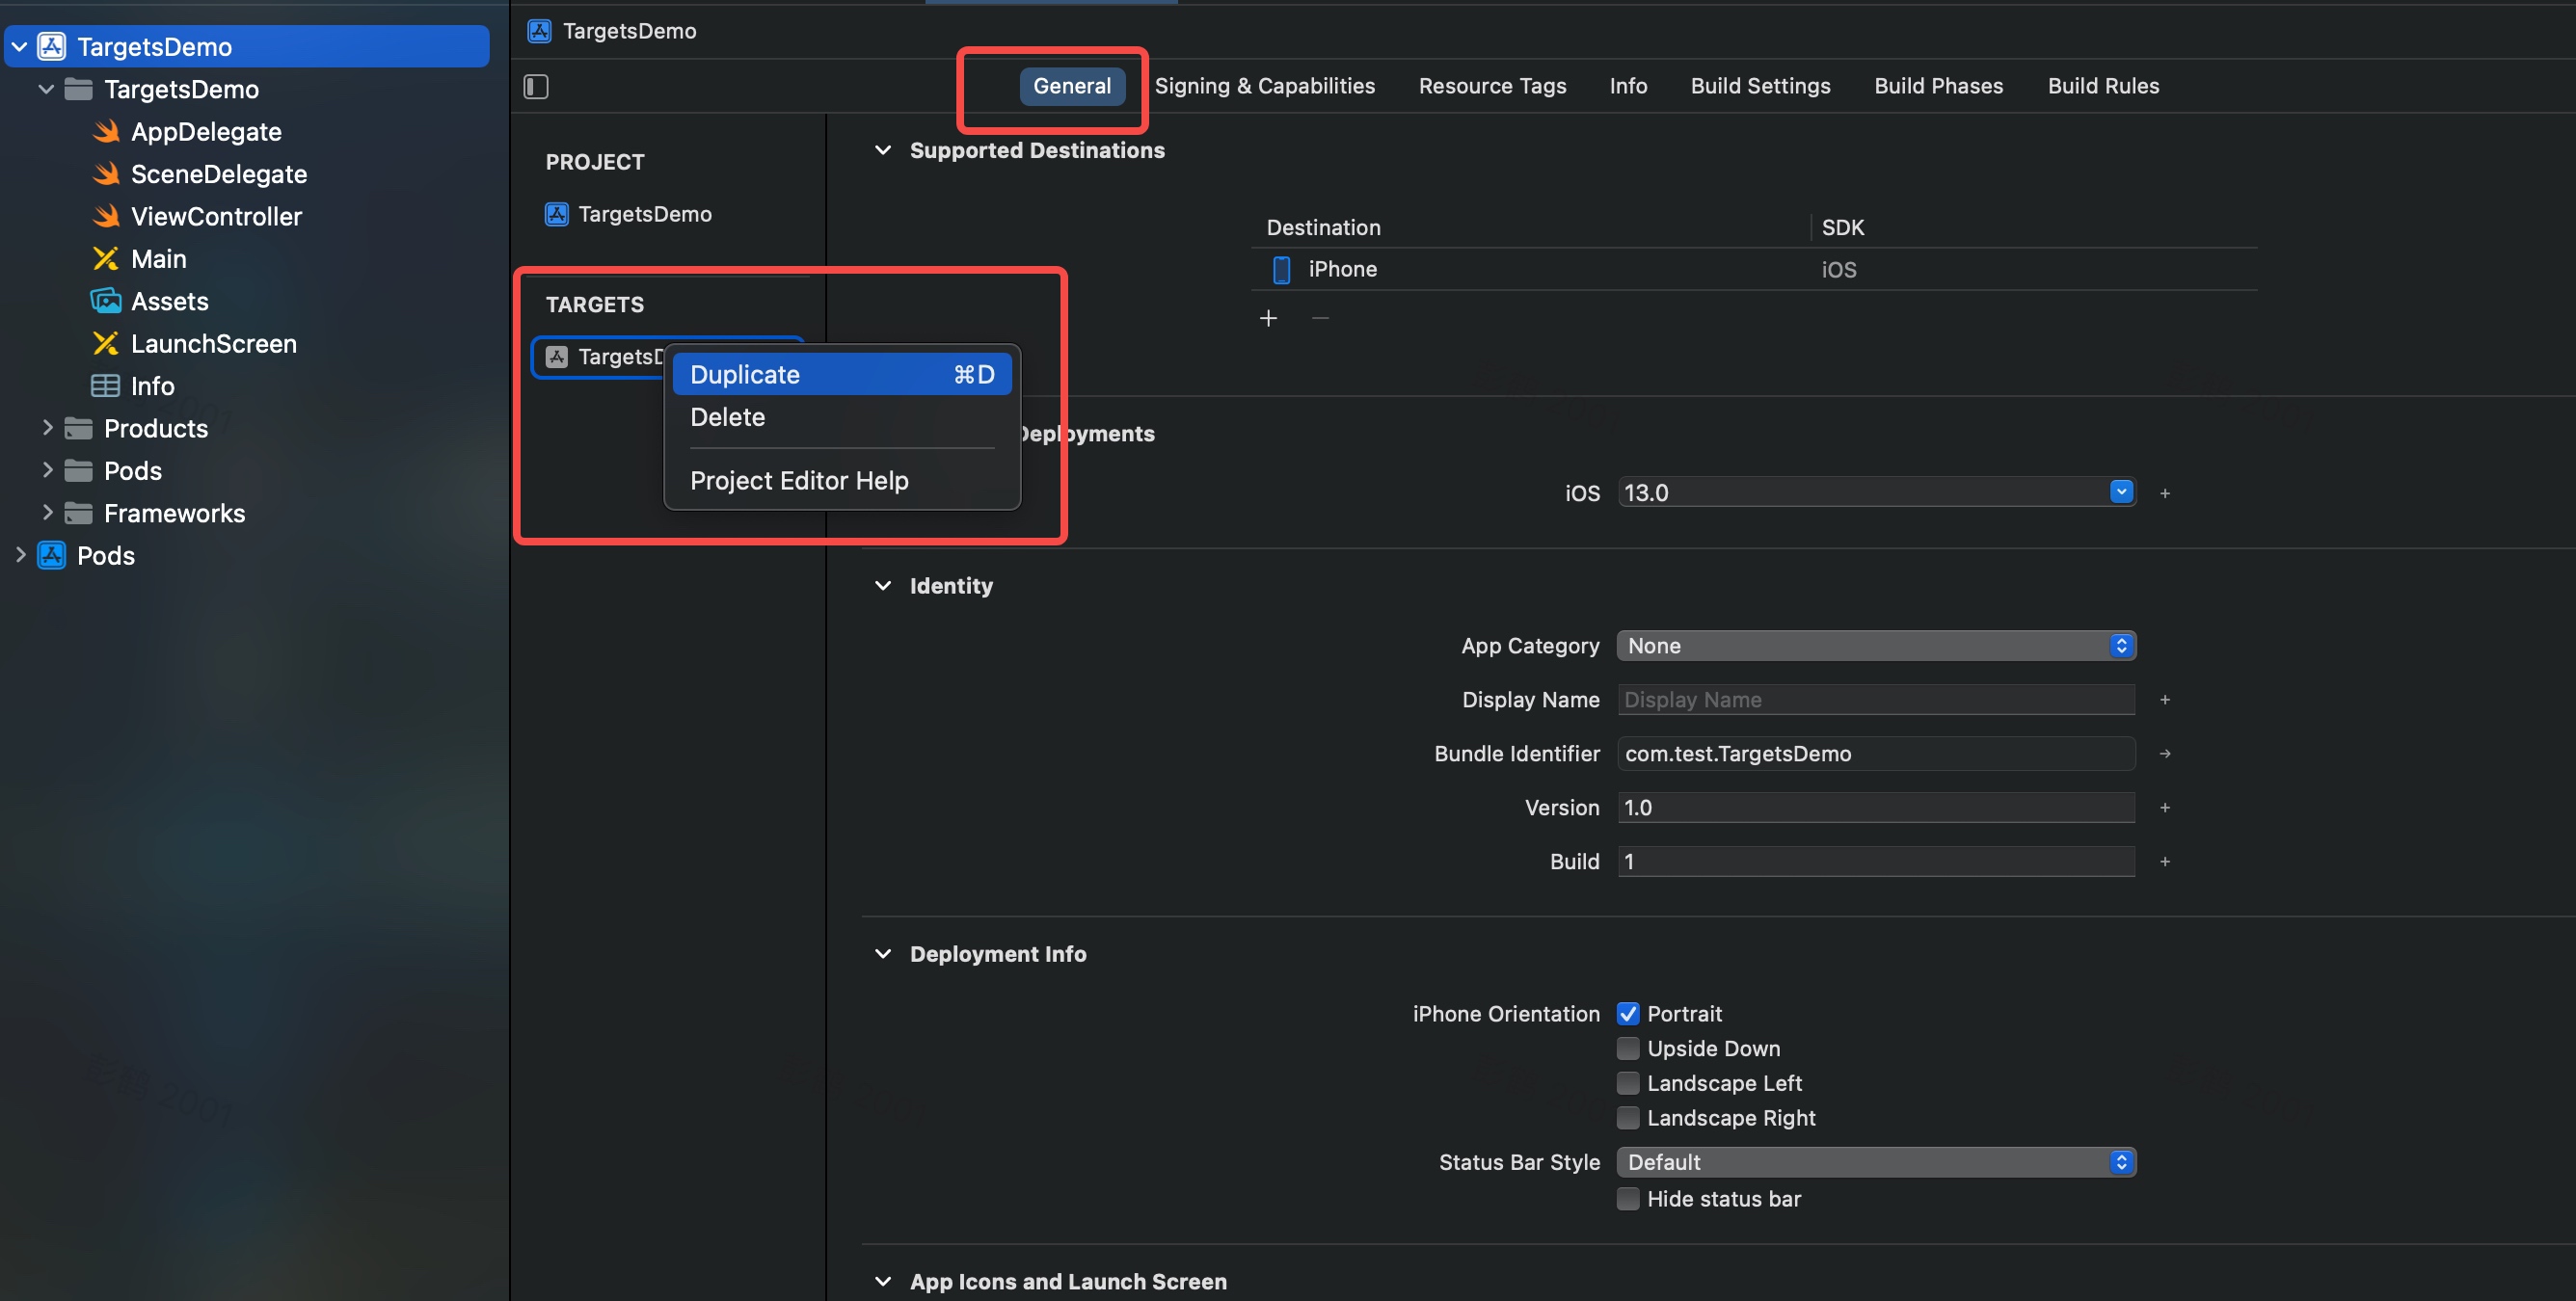 TargetsDemo
TargetsDemo
AppDelegate
SceneDelegate
ViewController
Main
Assets
LaunchScreen
Info
Products
Pods
Frameworks
Pods
TargetsDemo
General
Signing & Capabilities
Resource Tags
Info
Build Settings
Build Phases
Build Rules
PROJECT
TargetsDemo
TARGETS
TargetsD
Duplicate ⌘D
Delete
Project Editor Help
Supported Destinations
Destination SDK
iPhone iOS
Deployments
iOS 13.0
Identity
App Category None
Display Name Display Name
Bundle Identifier com.test.TargetsDemo
Version 1.0
Build 1
Deployment Info
iPhone Orientation Portrait
Upside Down
Landscape Left
Landscape Right
Status Bar Style Default
Hide status bar
App Icons and Launch Screen
2001